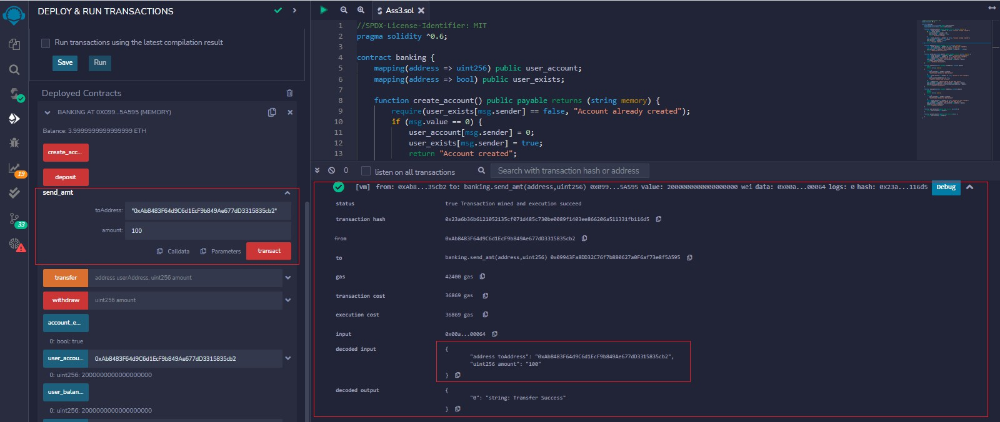 DEPLOY & RUN TRANSACTIONS
Run transactions using the latest compilation result
Save
Run
Deployed Contracts
BANKING AT 0X099...5A595 (MEMORY)
Balance: 3.9999999999999999 ETH
create_acc...
deposit
send_amt
toAddress:
"0xAb8483F64d9C6d1EcF9b849Ae677dD3315835cb2"
amount:
100
Calldata
Parameters
transact
transfer
address userAddress, uint256 amount
withdraw
uint256 amount
account_e...
0: bool: true
user_accou...
0xAb8483F64d9C6d1EcF9b849Ae677dD3315835cb2
0: uint256: 2000000000000000000
user_balan...
0: uint256: 2000000000000000000
19
33
Ass3.sol
1 //SPDX-License-Identifier: MIT
2 pragma solidity ^0.6;
3
4 contract banking {
5 mapping(address => uint256) public user_account;
6 mapping(address => bool) public user_exists;
7
8 function create_account() public payable returns (string memory) {
9 require(user_exists[msg.sender] == false, "Account already created");
10 if (msg.value == 0) {
11 user_account[msg.sender] = 0;
12 user_exists[msg.sender] = true;
13 return "Account created";
0
listen on all transactions
Search with transaction hash or address
[vm] from: 0xAb8...35cb2 to: banking.send_amt(address,uint256) 0x099...5A595 value: 2000000000000000000 wei data: 0x00a...00064 logs: 0 hash: 0x23a...116d5
Debug
status true Transaction mined and execution succeed
transaction hash 0x23a6b36b6121052135cf071d485c730be0089f1403ee866206a511331fb116d5
from 0xAb8483F64d9C6d1EcF9b849Ae677dD3315835cb2
to banking.send_amt(address,uint256) 0x09943Fa8DD32C76f7b880627a0F6af73e8f5A595
gas 42400 gas
transaction cost 36869 gas
execution cost 36869 gas
input 0x00a...00064
decoded input {
"address toAddress": "0xAb8483F64d9C6d1EcF9b849Ae677dD3315835cb2",
"uint256 amount": "100"
}
decoded output {
"0": "string: Transfer Success"
}